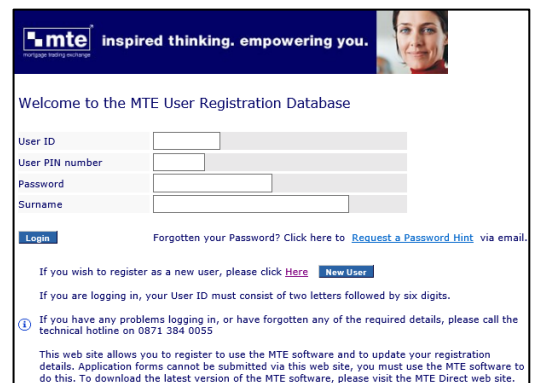 mte inspired thinking. empowering you.
mortgage trading exchange
Welcome to the MTE User Registration Database
User ID
User PIN number
Password
Surname
Login Forgotten your Password? Click here to Request a Password Hint via email.
If you wish to register as a new user, please click Here New User
If you are logging in, your User ID must consist of two letters followed by six digits.
If you have any problems logging in, or have forgotten any of the required details, please call the
technical hotline on 0871 384 0055
This web site allows you to register to use the MTE software and to update your registration
details. Application forms cannot be submitted via this web site, you must use the MTE software to
do this. To download the latest version of the MTE software, please visit the MTE Direct web site.